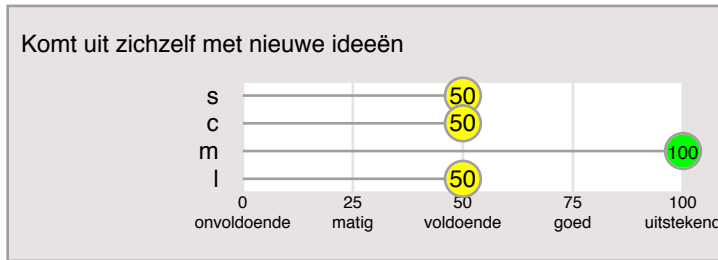 Komt uit zichzelf met nieuwe ideeën
s 50
c 50
m 100
l 50
0 25 50 75 100
onvoldoende matig voldoende goed uitstekend